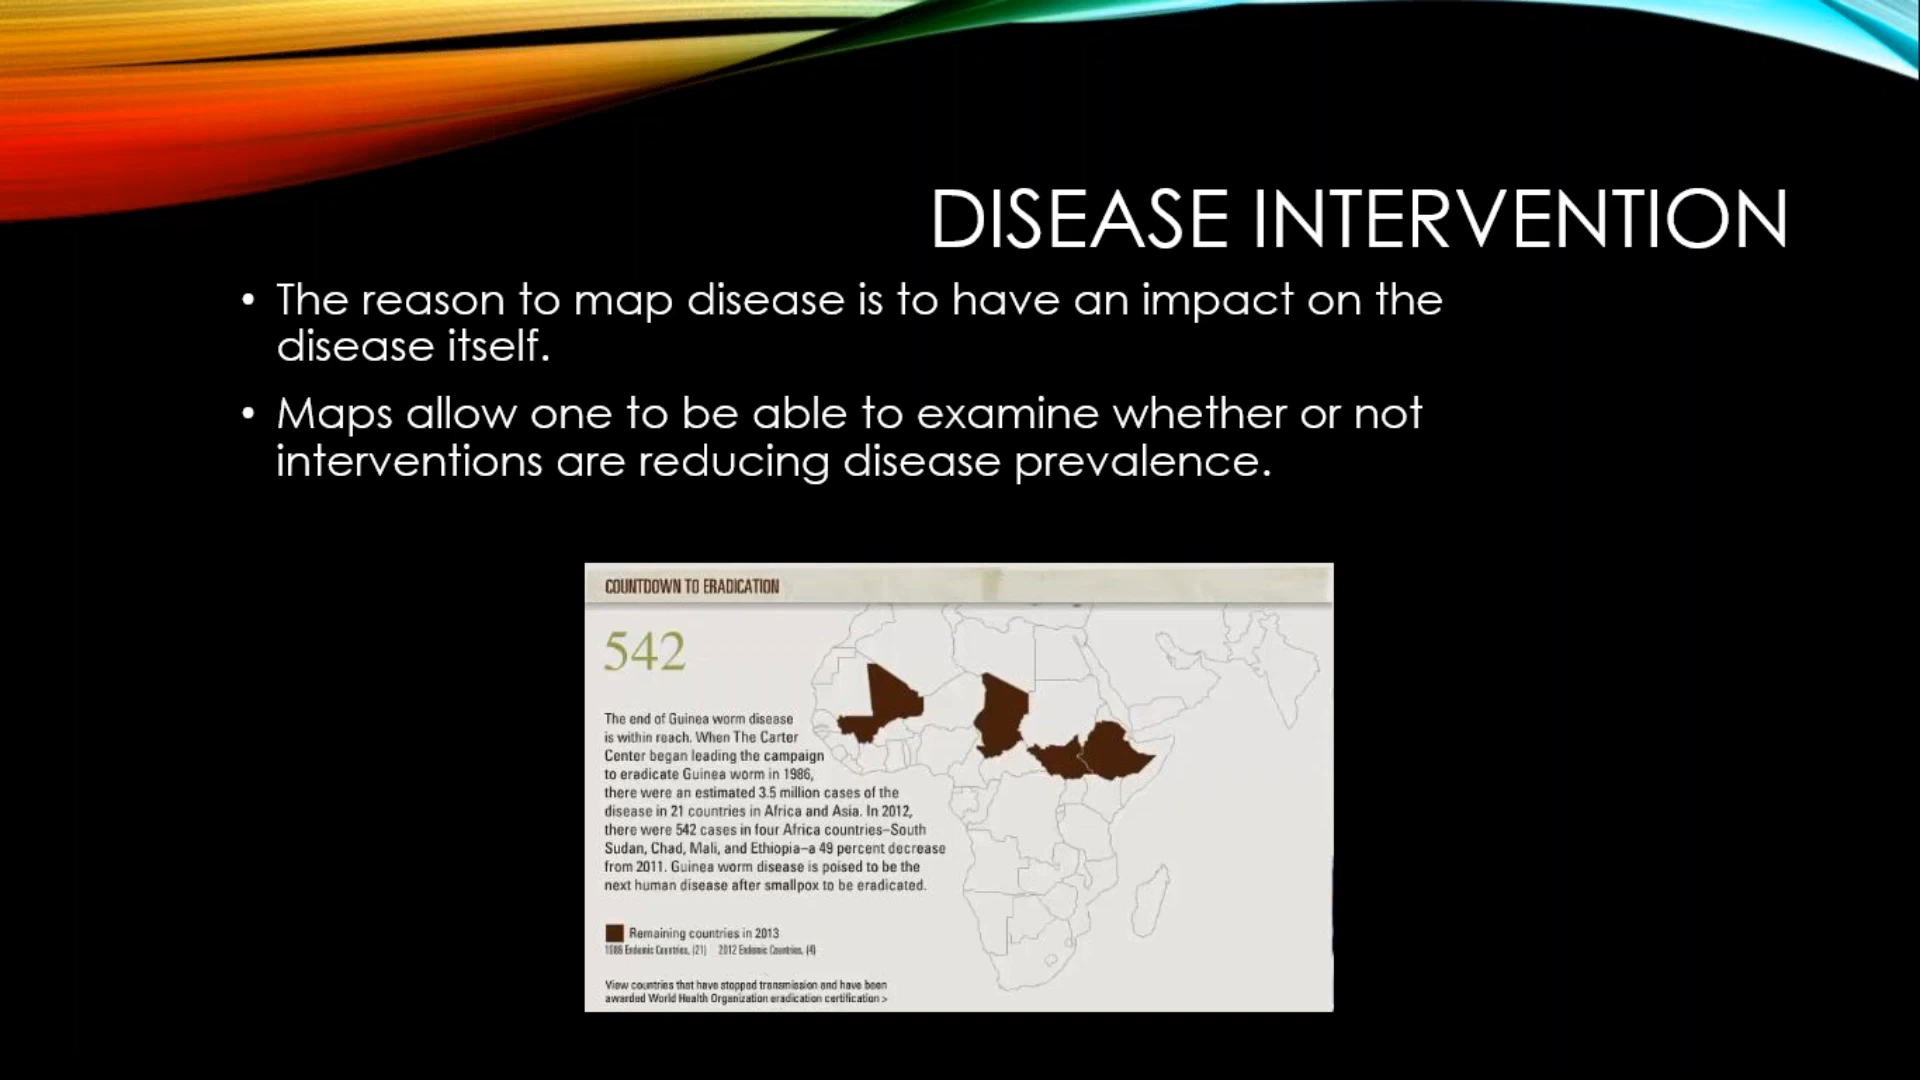 DISEASE INTERVENTION
• The reason to map disease is to have an impact on the
disease itself.
• Maps allow one to be able to examine whether or not
interventions are reducing disease prevalence.
COUNTDOWN TO ERADICATION
542
The end of Guinea worm disease
is within reach. When The Carter
Center began leading the campaign
to eradicate Guinea worm in 1986,
there were an estimated 3.5 million cases of the
disease in 21 countries in Africa and Asia. In 2012,
there were 542 cases in four Africa countries–South
Sudan, Chad, Mali, and Ethiopia–a 49 percent decrease
from 2011. Guinea worm disease is poised to be the
next human disease after smallpox to be eradicated.
Remaining countries in 2013
1986 Endemic Countries, (21) 2012 Endemic Countries, (4)
View countries that have stopped transmission and have been
awarded World Health Organization eradication certification >